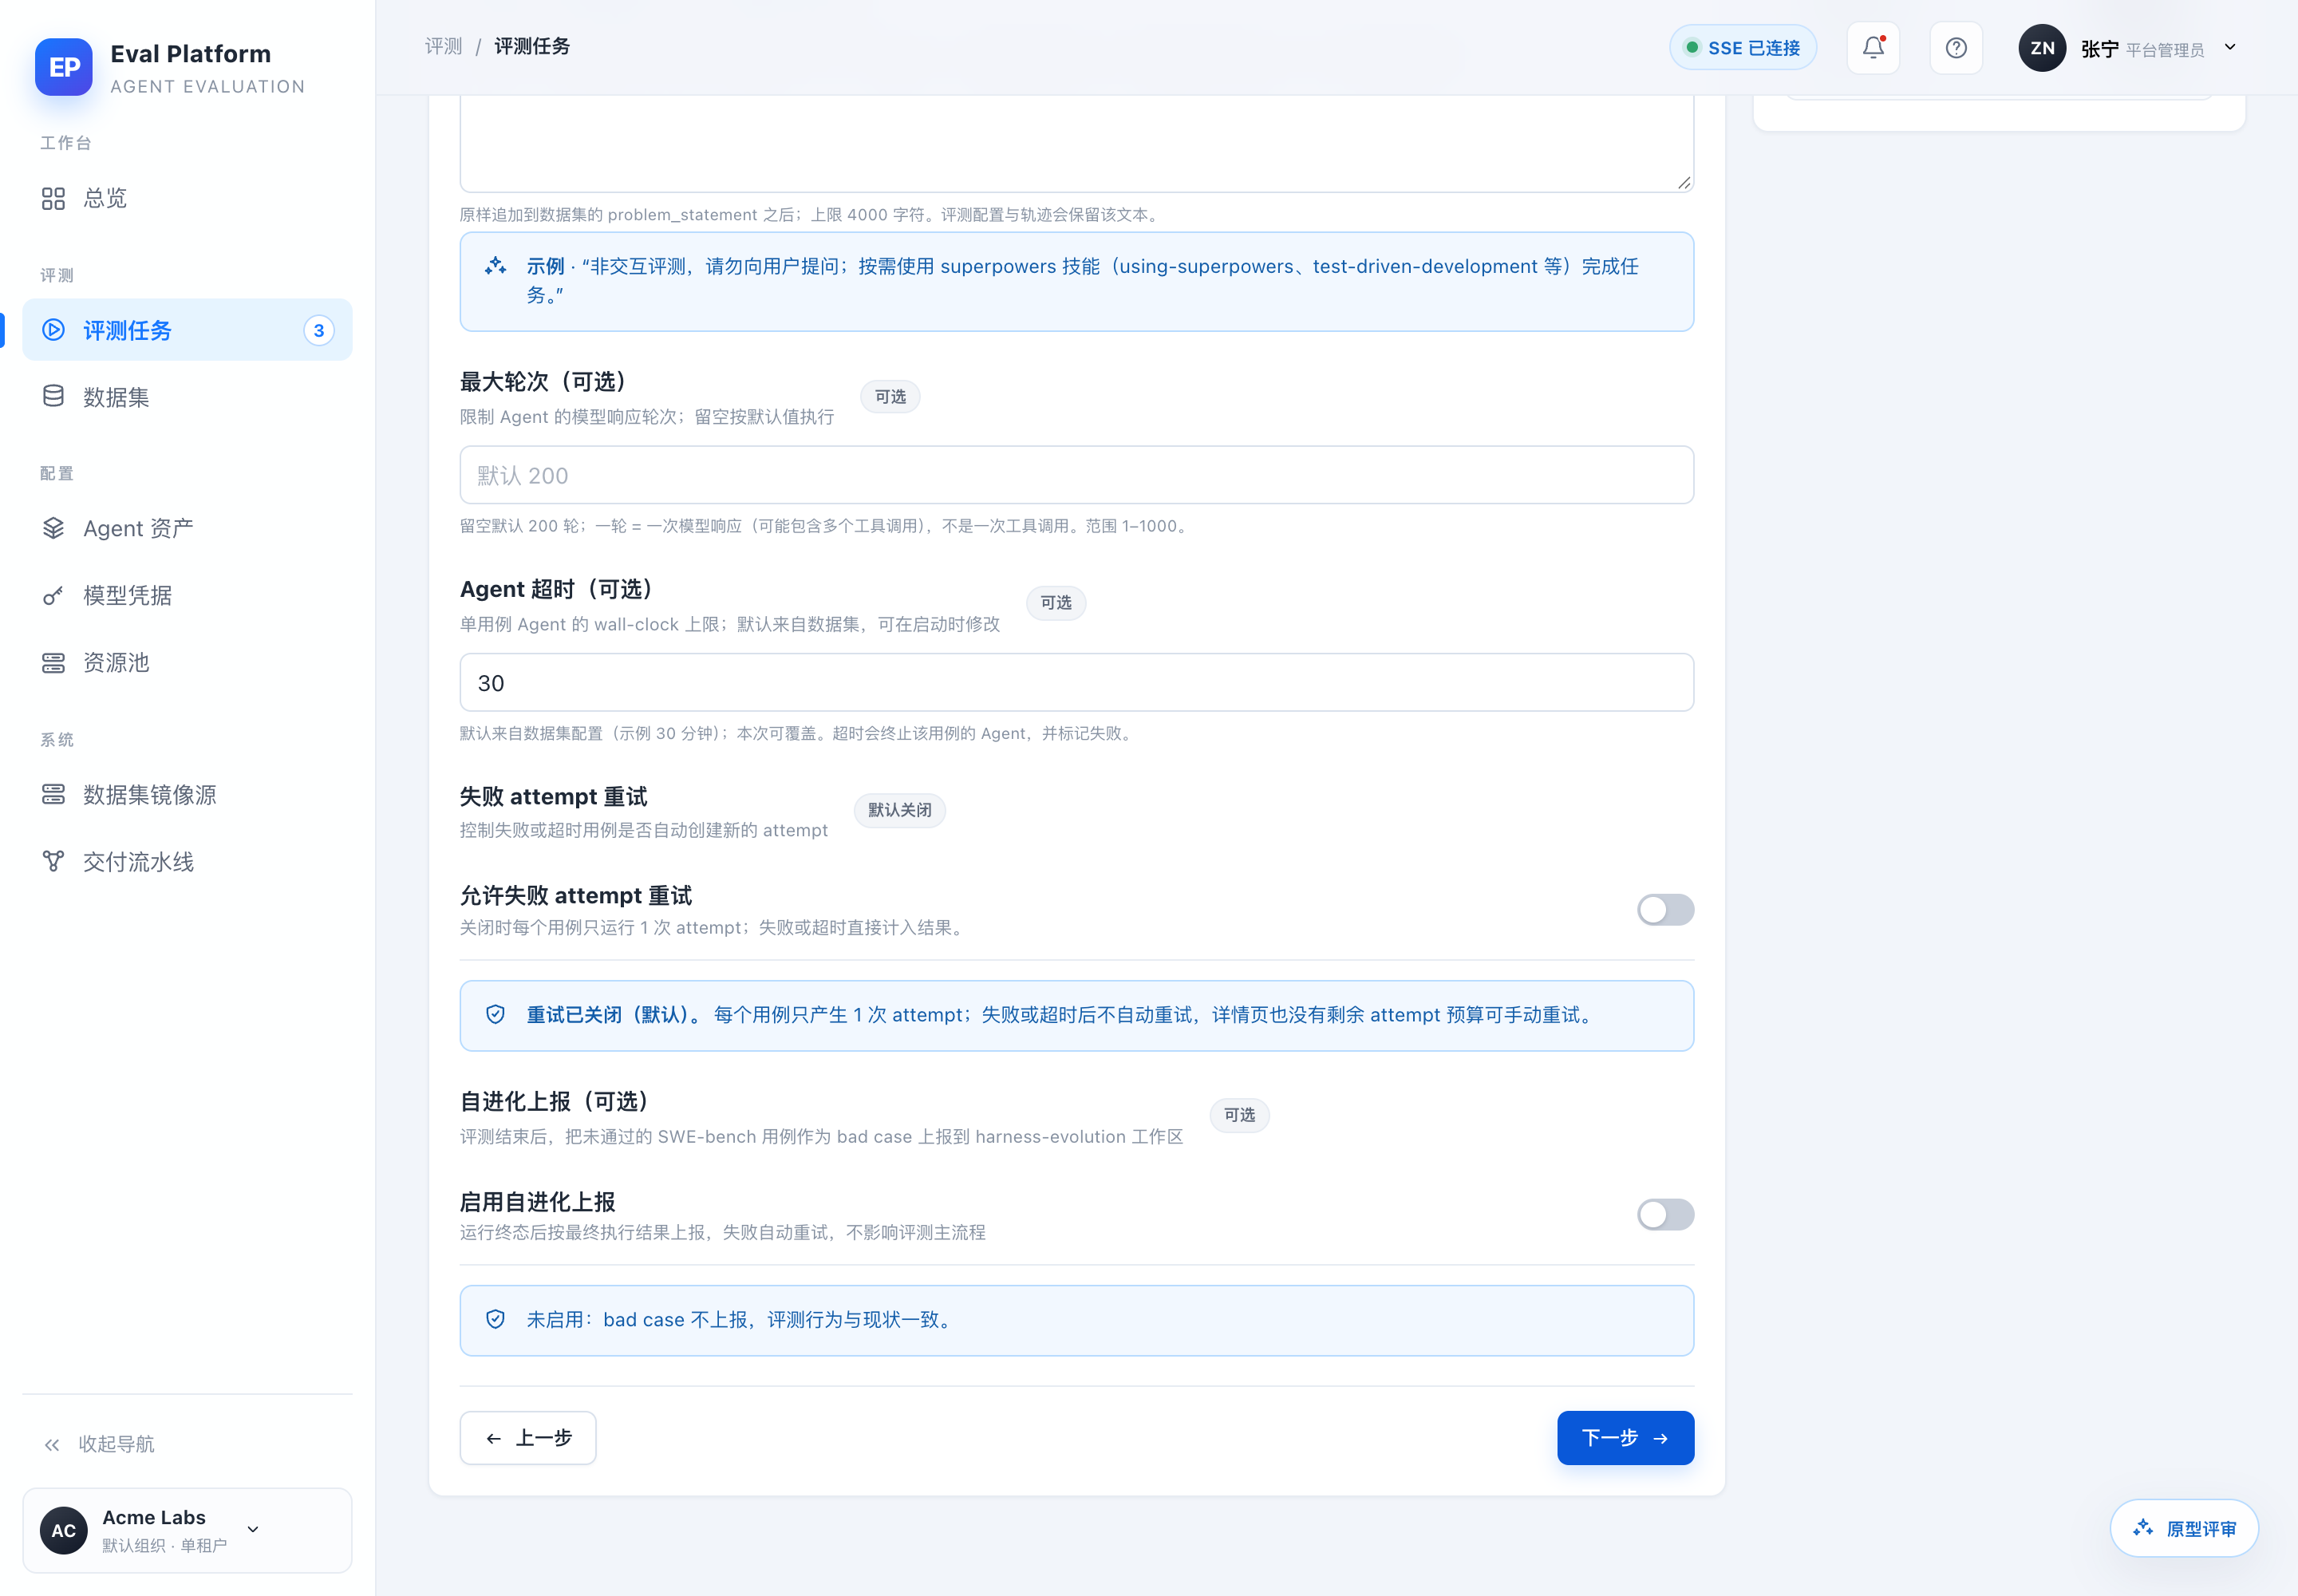 EP
Eval Platform
AGENT EVALUATION
工作台
总览
评测
评测任务
3
数据集
配置
Agent 资产
模型凭据
资源池
系统
数据集镜像源
交付流水线
收起导航
AC
Acme Labs
默认组织 · 单租户
评测 / 评测任务
SSE 已连接
ZN
张宁 平台管理员
原样追加到数据集的 problem_statement 之后；上限 4000 字符。评测配置与轨迹会保留该文本。
示例 · “非交互评测，请勿向用户提问；按需使用 superpowers 技能（using-superpowers、test-driven-development 等）完成任
务。”
最大轮次（可选）
限制 Agent 的模型响应轮次；留空按默认值执行
可选
默认 200
留空默认 200 轮；一轮 = 一次模型响应（可能包含多个工具调用），不是一次工具调用。范围 1–1000。
Agent 超时（可选）
单用例 Agent 的 wall-clock 上限；默认来自数据集，可在启动时修改
可选
30
默认来自数据集配置（示例 30 分钟）；本次可覆盖。超时会终止该用例的 Agent，并标记失败。
失败 attempt 重试
控制失败或超时用例是否自动创建新的 attempt
默认关闭
允许失败 attempt 重试
关闭时每个用例只运行 1 次 attempt；失败或超时直接计入结果。
重试已关闭（默认）。 每个用例只产生 1 次 attempt；失败或超时后不自动重试，详情页也没有剩余 attempt 预算可手动重试。
自进化上报（可选）
评测结束后，把未通过的 SWE-bench 用例作为 bad case 上报到 harness-evolution 工作区
可选
启用自进化上报
运行终态后按最终执行结果上报，失败自动重试，不影响评测主流程
未启用：bad case 不上报，评测行为与现状一致。
上一步
下一步
原型评审